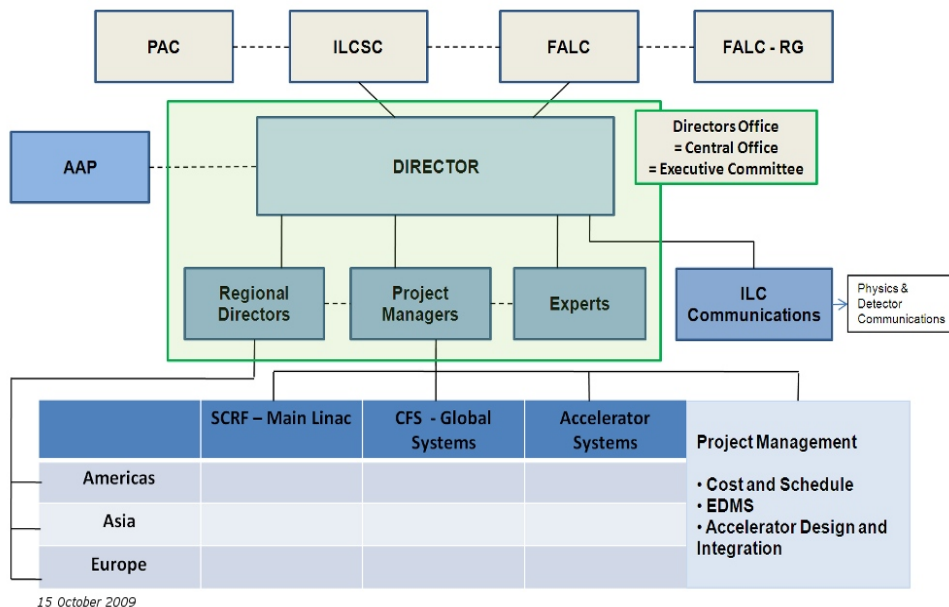 PAC
ILCSC
FALC
FALC - RG
Directors Office
= Central Office
= Executive Committee
AAP
DIRECTOR
Regional
Directors
Project
Managers
Experts
ILC
Communications
Physics &
Detector
Communications
SCRF – Main Linac
CFS - Global
Systems
Accelerator
Systems
Project Management
• Cost and Schedule
• EDMS
• Accelerator Design and
Integration
Americas
Asia
Europe
15 October 2009